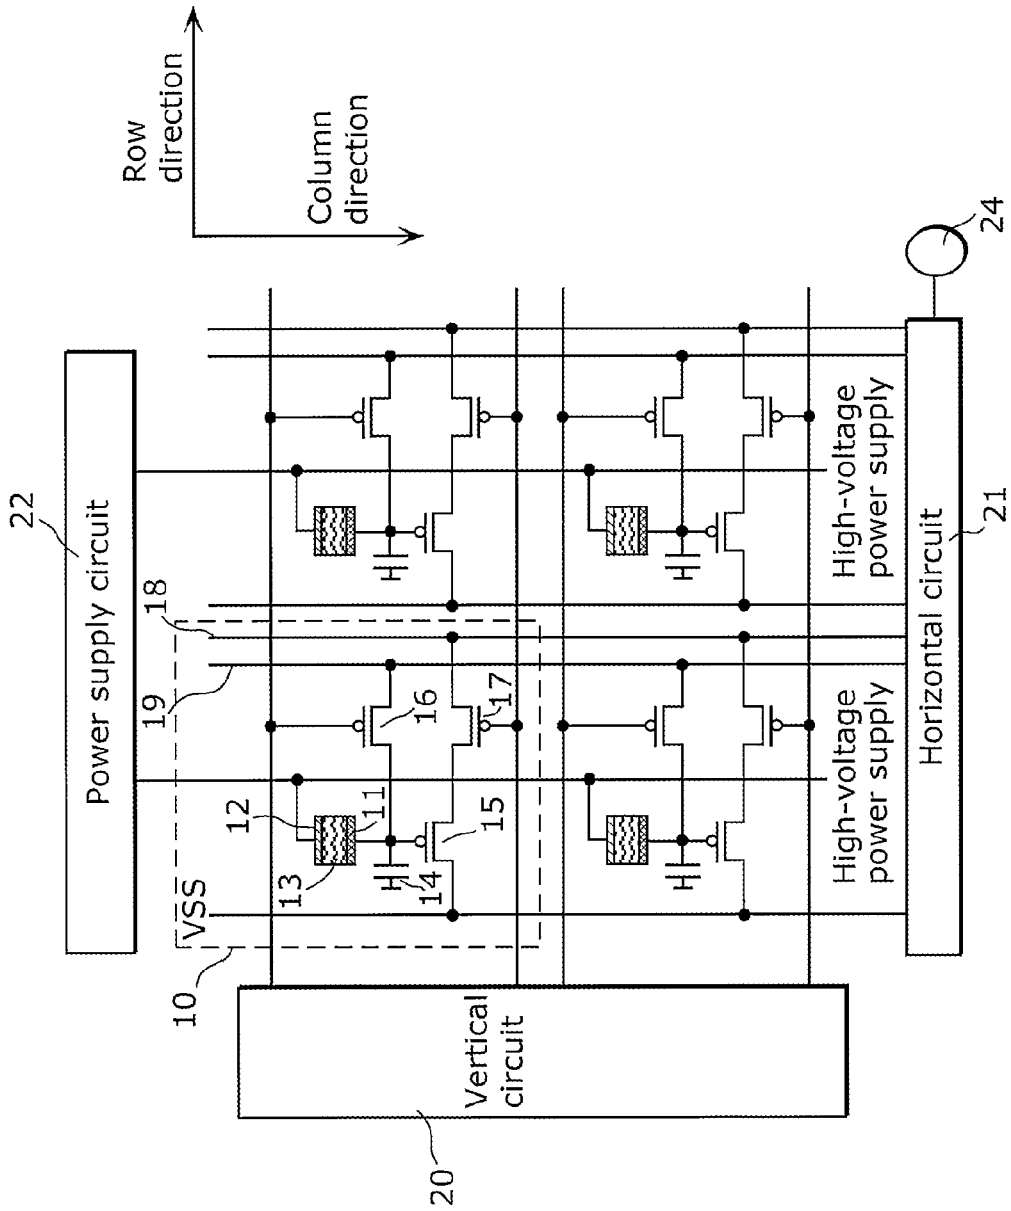 Row
direction
Column
direction
24
22
Power supply circuit
18
19
VSS
10
12
11
13
14
15
16
17
High-voltage
power supply
High-voltage
power supply
Horizontal circuit
21
Vertical
circuit
20